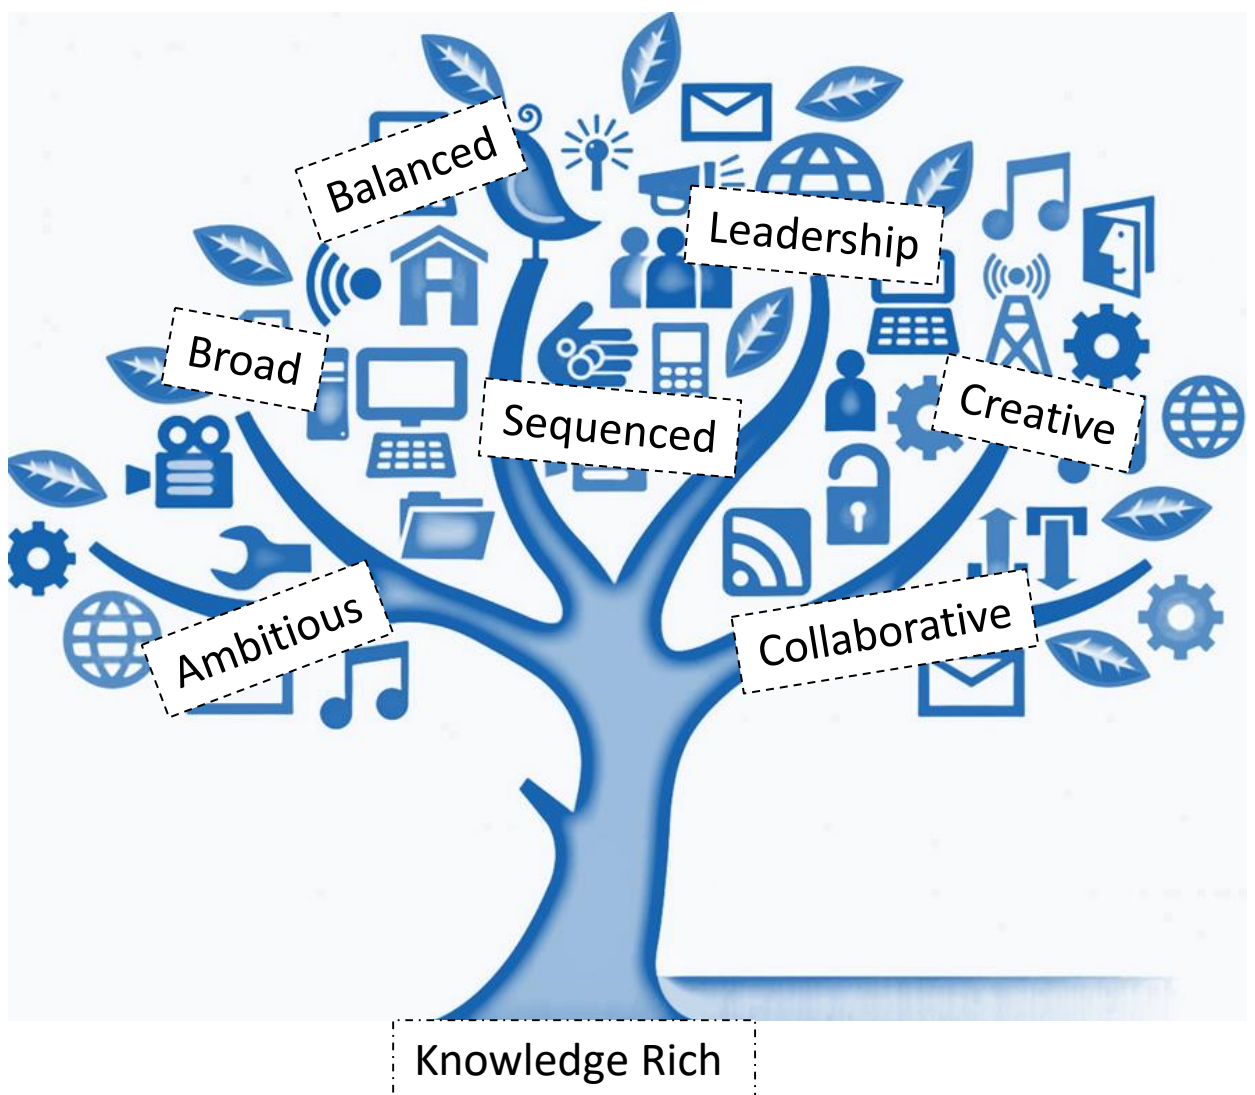 Balanced
Leadership
Broad
Sequenced
Creative
Ambitious
Collaborative
Knowledge Rich